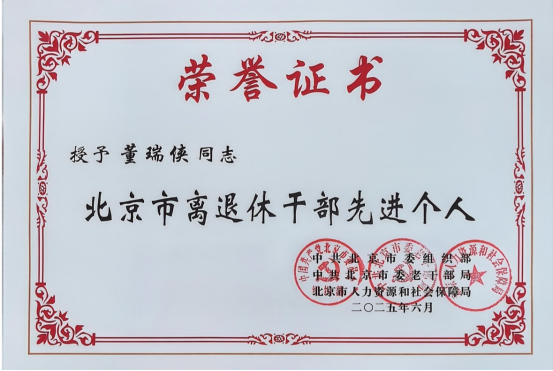 荣誉证书
授予 董瑞侠 同志
北京市离退休干部先进个人
中共北京市委组织部
中共北京市委老干部局
北京市人力资源和社会保障局
二〇二五年六月